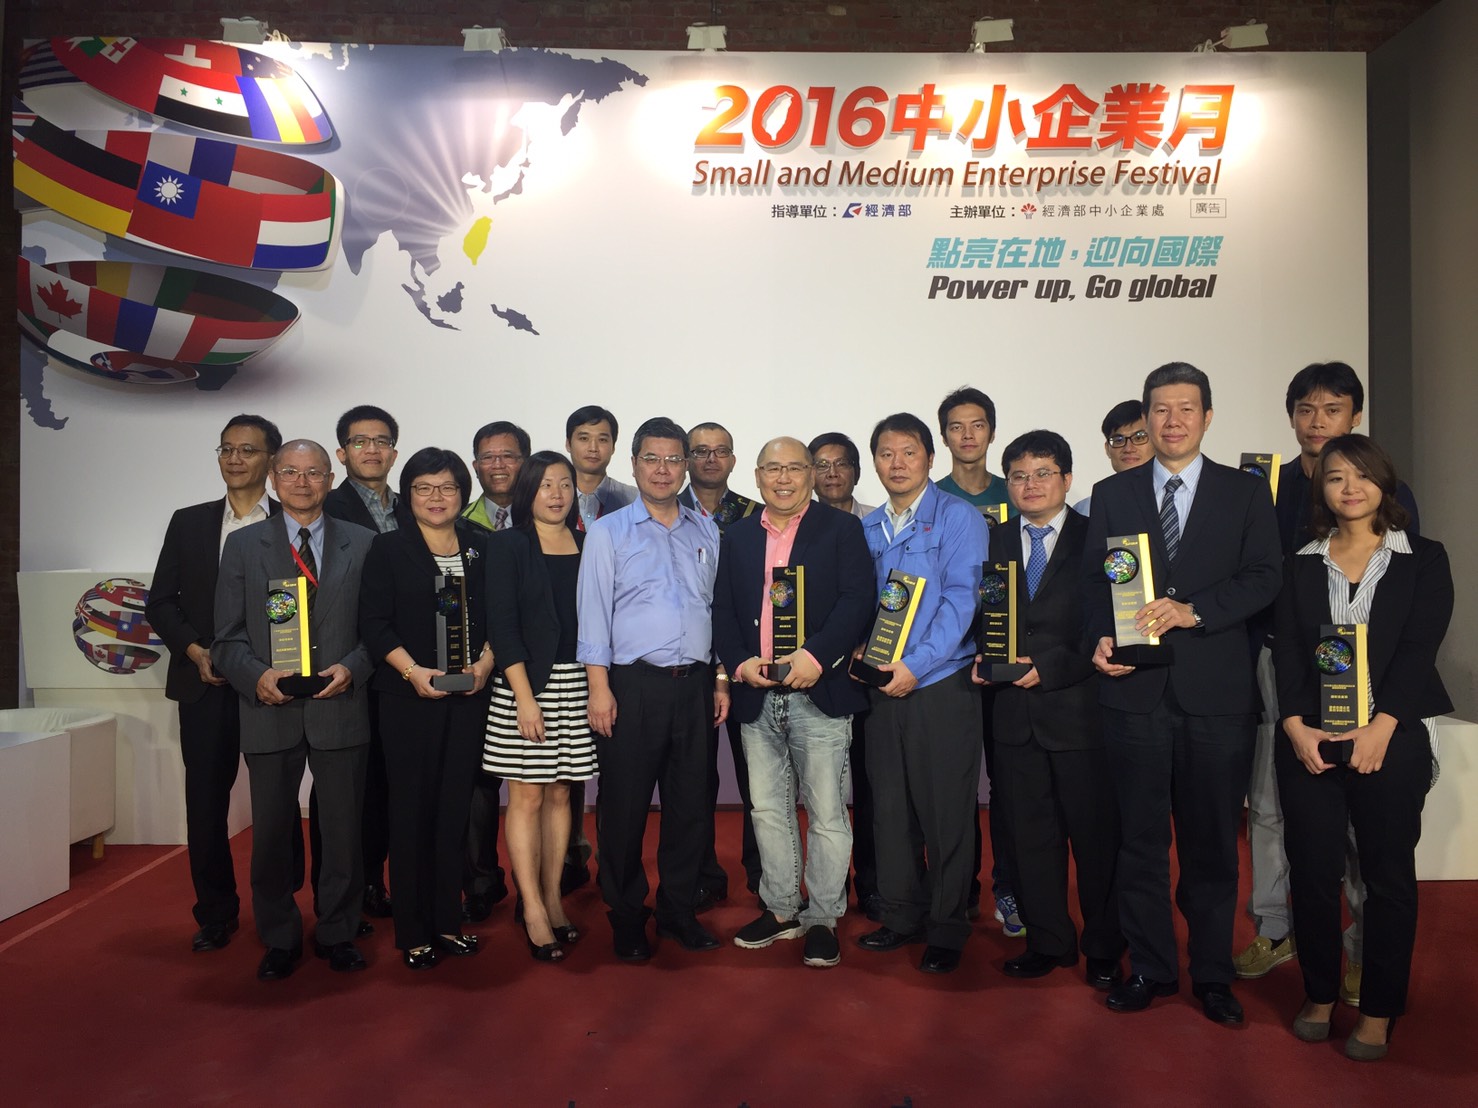 2016中小企業月
Small and Medium Enterprise Festival
指導單位：經濟部 主辦單位：經濟部中小企業處 廣告
點亮在地，迎向國際
Power up, Go global